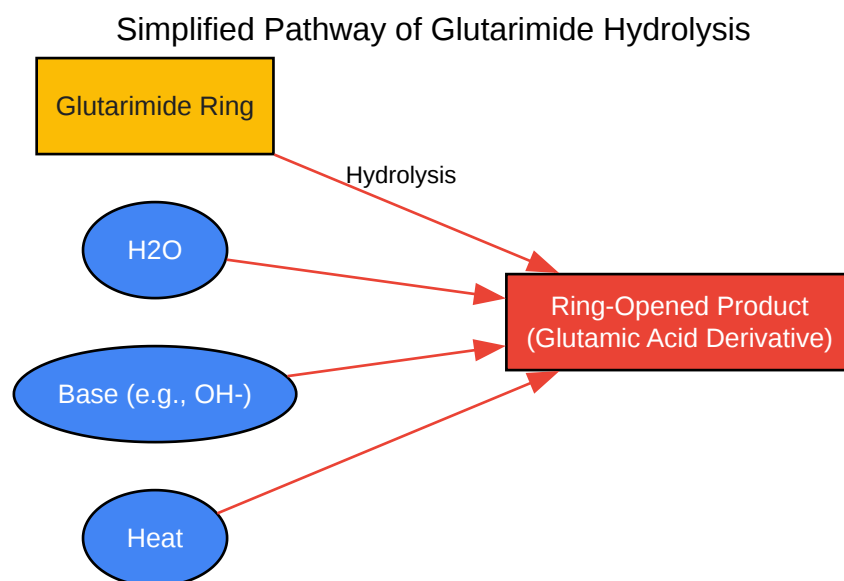 Simplified Pathway of Glutarimide Hydrolysis
Glutarimide Ring
Hydrolysis
H2O
Ring-Opened Product
(Glutamic Acid Derivative)
Base (e.g., OH-)
Heat